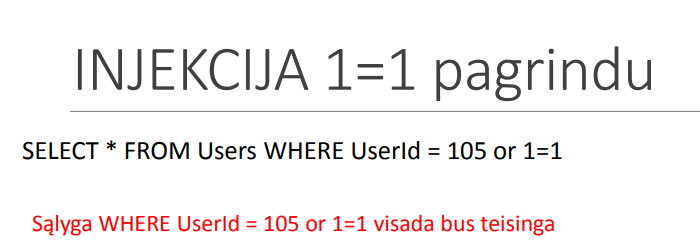 INJEKCIJA 1=1 pagrindu
SELECT * FROM Users WHERE UserId = 105 or 1=1
Sąlyga WHERE UserId = 105 or 1=1 visada bus teisinga